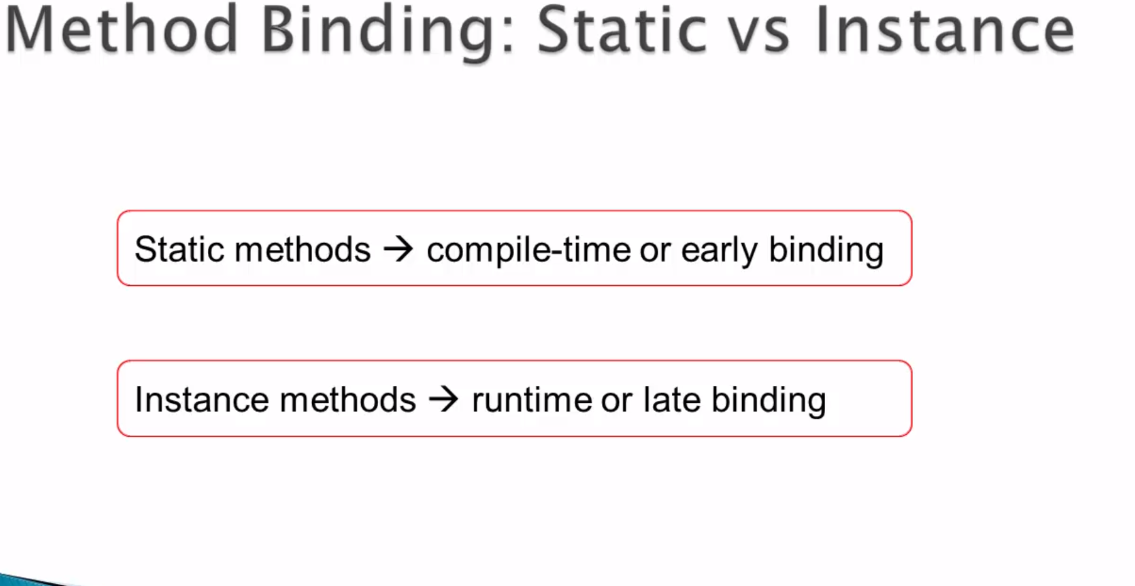 Method Binding: Static vs Instance
Static methods → compile-time or early binding
Instance methods → runtime or late binding